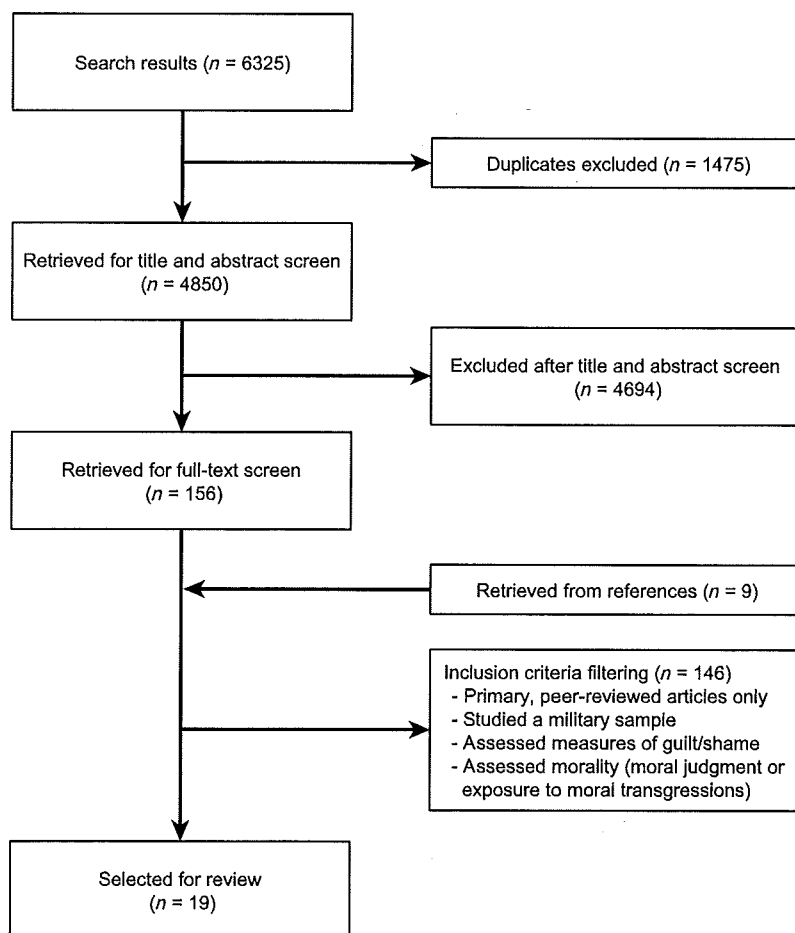 Search results (n = 6325)
Duplicates excluded (n = 1475)
Retrieved for title and abstract screen
(n = 4850)
Excluded after title and abstract screen
(n = 4694)
Retrieved for full-text screen
(n = 156)
Retrieved from references (n = 9)
Inclusion criteria filtering (n = 146)
- Primary, peer-reviewed articles only
- Studied a military sample
- Assessed measures of guilt/shame
- Assessed morality (moral judgment or
exposure to moral transgressions)
Selected for review
(n = 19)